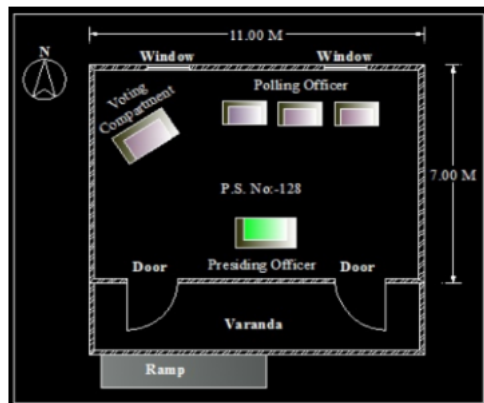 11.00 M
N
Window
Window
Voting
Compartment
Polling Officer
7.00 M
P.S. No:-128
Door
Presiding Officer
Door
Varanda
Ramp